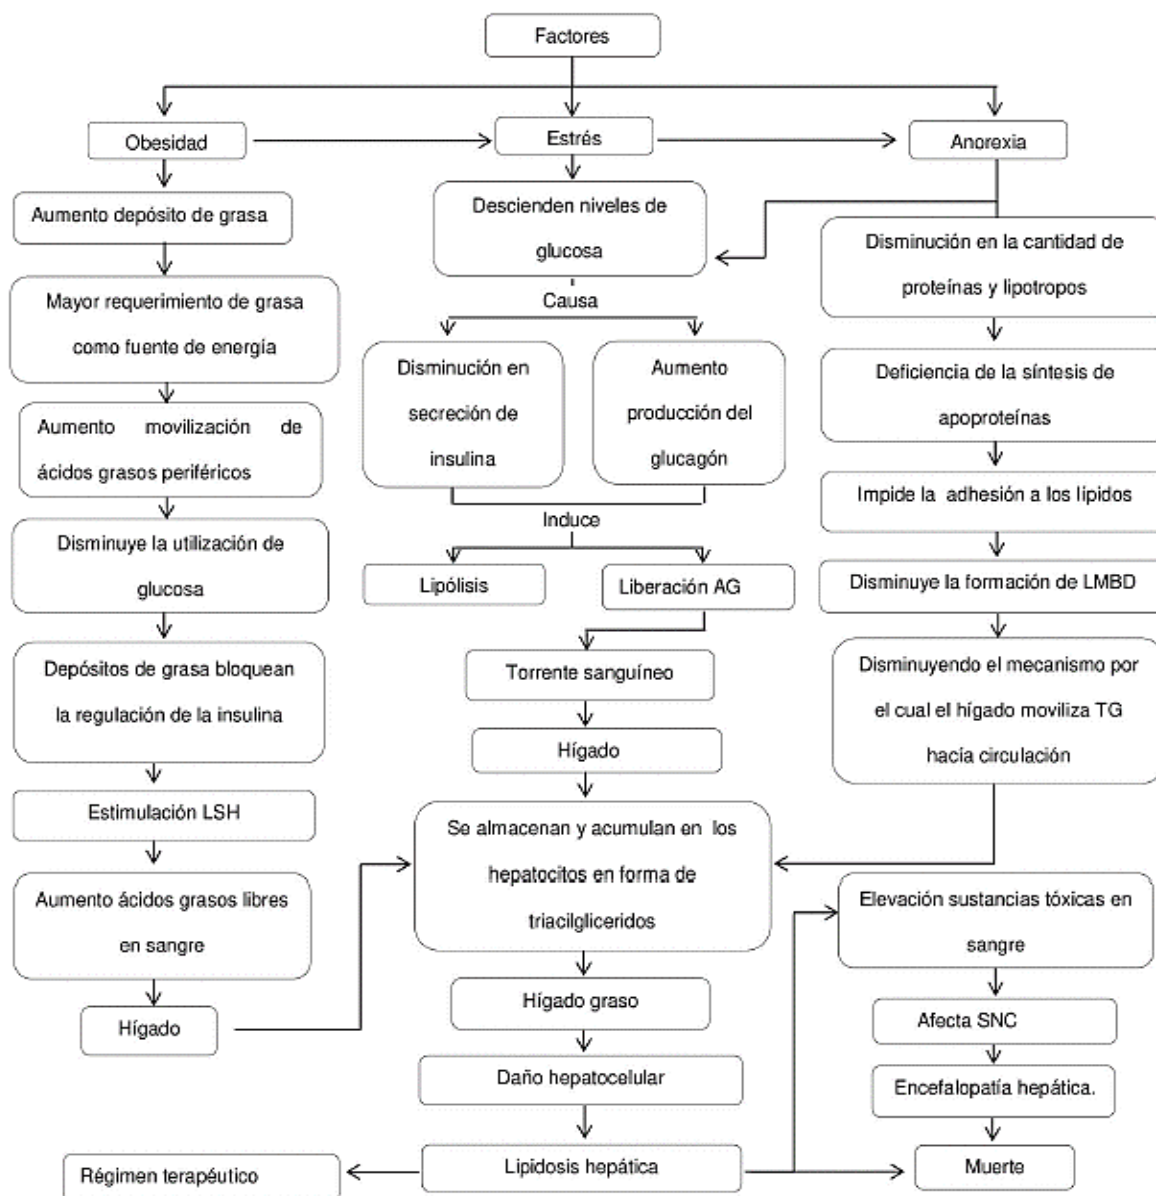 Factores
Obesidad
Estrés
Anorexia
Aumento depósito de grasa
Mayor requerimiento de grasa
como fuente de energía
Aumento movilización de
ácidos grasos periféricos
Disminuye la utilización de
glucosa
Depósitos de grasa bloquean
la regulación de la insulina
Estimulación LSH
Aumento ácidos grasos libres
en sangre
Hígado
Descienden niveles de
glucosa
Causa
Disminución en
secreción de
insulina
Aumento
producción del
glucagón
Induce
Lipólisis
Liberación AG
Torrente sanguíneo
Hígado
Se almacenan y acumulan en los
hepatocitos en forma de
triacilgliceridos
Hígado graso
Daño hepatocelular
Lipidosis hepática
Régimen terapéutico
Disminución en la cantidad de
proteínas y lipotropos
Deficiencia de la síntesis de
apoproteínas
Impide la adhesión a los lípidos
Disminuye la formación de LMBD
Disminuyendo el mecanismo por
el cual el hígado moviliza TG
hacía circulación
Elevación sustancias tóxicas en
sangre
Afecta SNC
Encefalopatía hepática.
Muerte